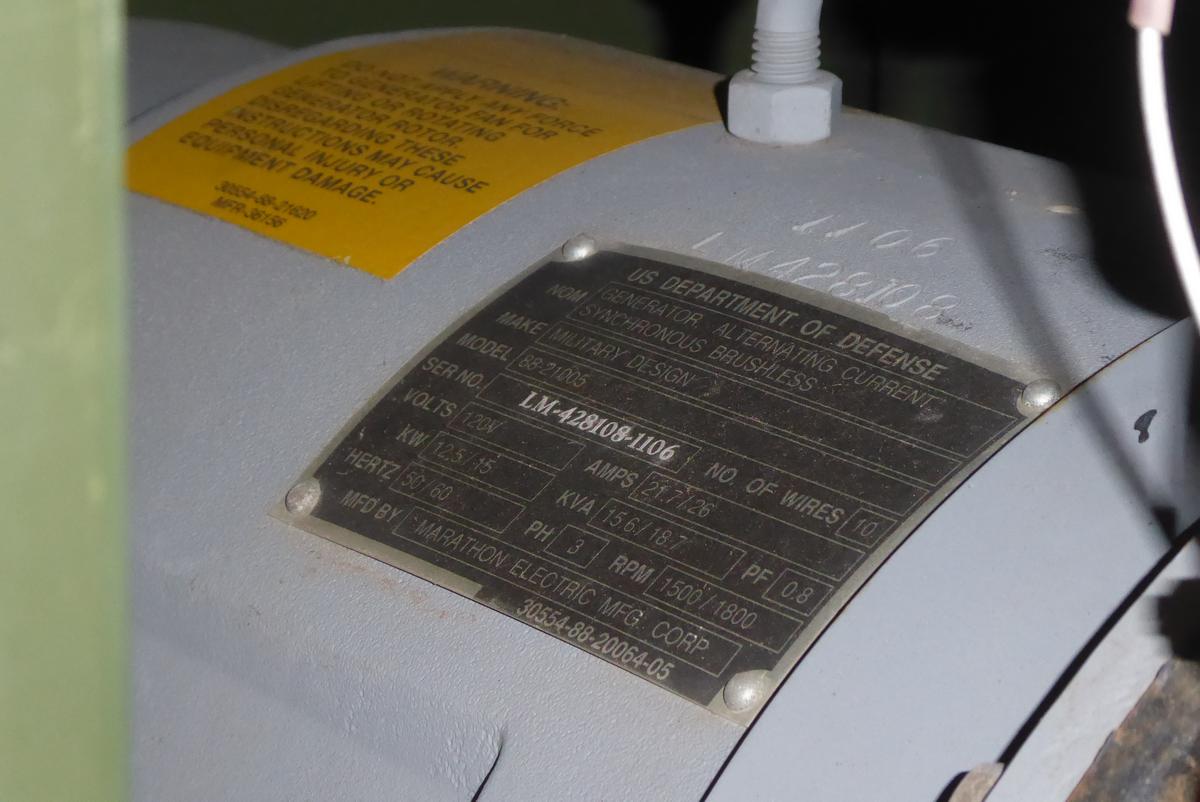 WARNING:
DO NOT APPLY ANY FORCE
TO GENERATOR FAN FOR
LIFTING OR ROTATING
GENERATOR ROTOR.
DISREGARDING THESE
INSTRUCTIONS MAY CAUSE
PERSONAL INJURY OR
EQUIPMENT DAMAGE.
30554-88-21620
MFR-36156
1106
LM428108
US DEPARTMENT OF DEFENSE
NOM GENERATOR, ALTERNATING CURRENT,
SYNCHRONOUS BRUSHLESS
MAKE MILITARY DESIGN
MODEL 88-21005
SER NO. LM-428108-1106 NO. OF WIRES 10
VOLTS 120V AMPS 21.7/26
KW 12.5/15 KVA 15.6/18.7 PF 0.8
HERTZ 50/60 PH 3 RPM 1500/1800
MFD BY MARATHON ELECTRIC MFG. CORP
30554-88-20064-05